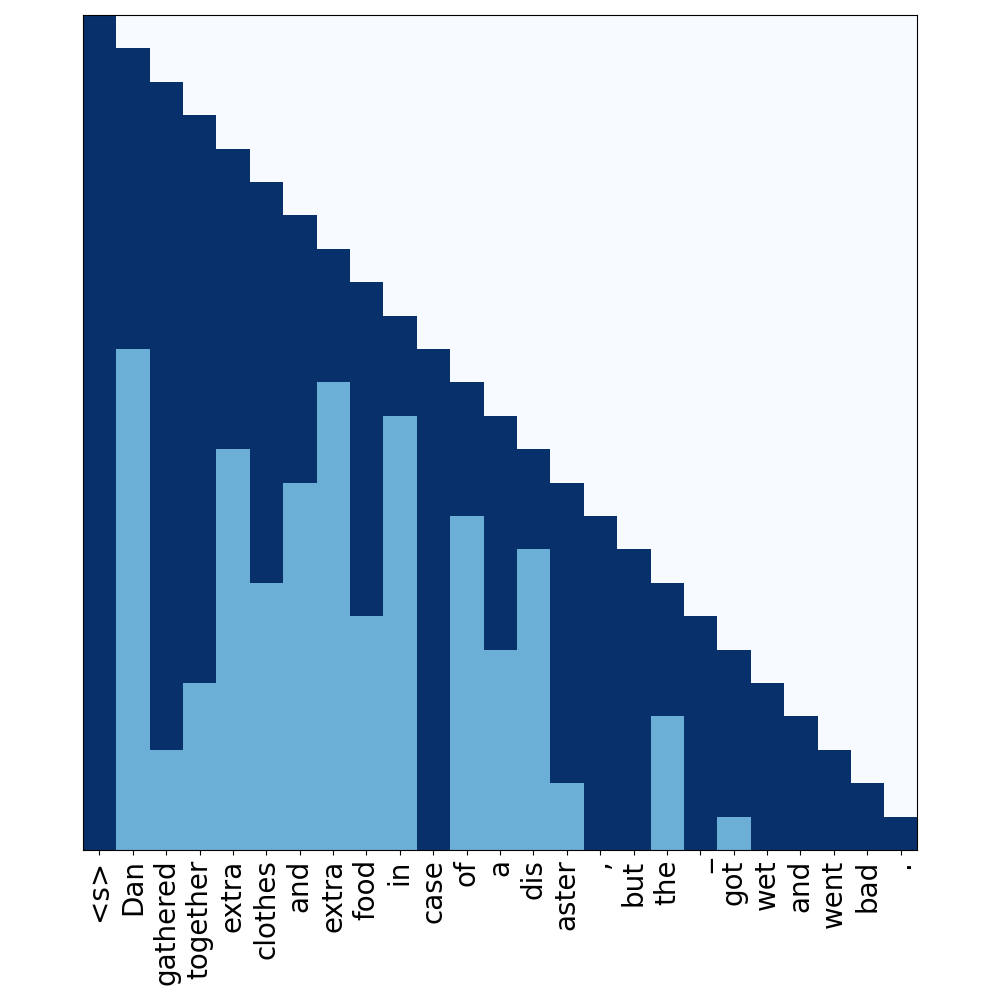 <s> Dan gathered together extra clothes and extra food in case of a dis aster , but the _ got wet and went bad .